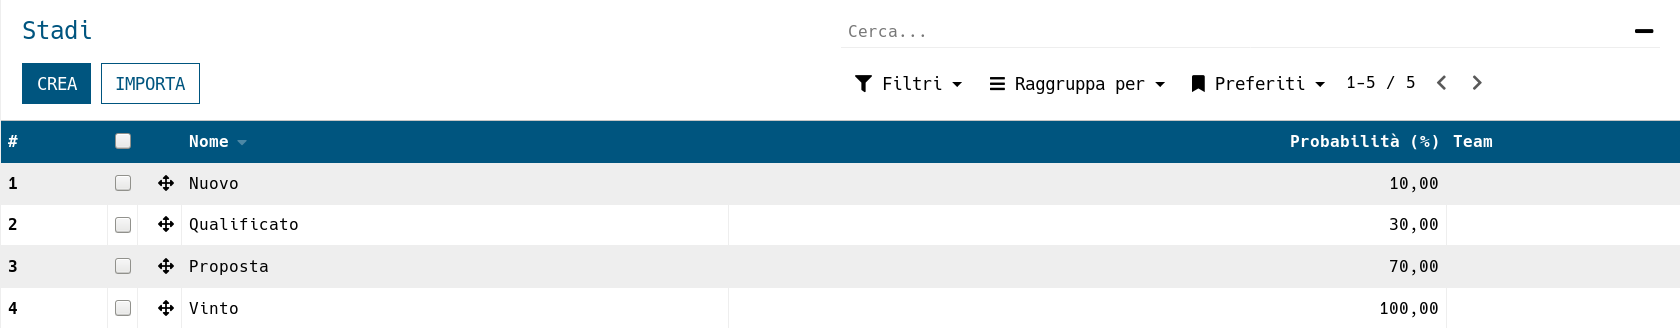 Stadi
Cerca...
CREA IMPORTA
Filtri Raggruppa per Preferiti 1-5 / 5
# Nome Probabilità (%) Team
1 Nuovo 10,00
2 Qualificato 30,00
3 Proposta 70,00
4 Vinto 100,00